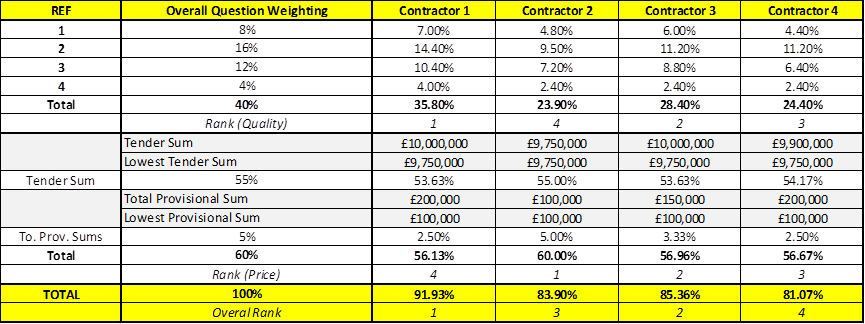 REF Overall Question Weighting Contractor 1 Contractor 2 Contractor 3 Contractor 4
1 8% 7.00% 4.80% 6.00% 4.40%
2 16% 14.40% 9.50% 11.20% 11.20%
3 12% 10.40% 7.20% 8.80% 6.40%
4 4% 4.00% 2.40% 2.40% 2.40%
Total 40% 35.80% 23.90% 28.40% 24.40%
Rank (Quality) 1 4 2 3
Tender Sum £10,000,000 £9,750,000 £10,000,000 £9,900,000
Lowest Tender Sum £9,750,000 £9,750,000 £9,750,000 £9,750,000
Tender Sum 55% 53.63% 55.00% 53.63% 54.17%
Total Provisional Sum £200,000 £100,000 £150,000 £200,000
Lowest Provisional Sum £100,000 £100,000 £100,000 £100,000
To. Prov. Sums 5% 2.50% 5.00% 3.33% 2.50%
Total 60% 56.13% 60.00% 56.96% 56.67%
Rank (Price) 4 1 2 3
TOTAL 100% 91.93% 83.90% 85.36% 81.07%
Overal Rank 1 3 2 4